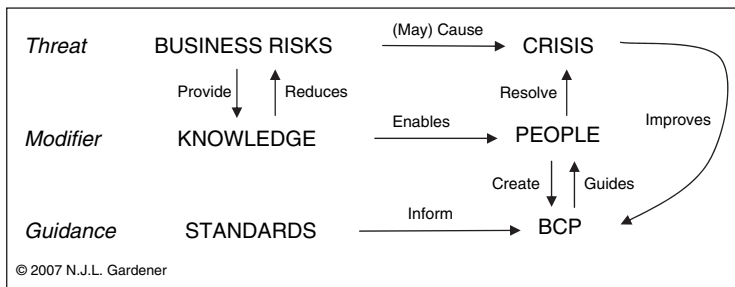 Threat BUSINESS RISKS (May) Cause CRISIS
Provide Reduces Resolve
Improves
Modifier KNOWLEDGE Enables PEOPLE
Create Guides
Guidance STANDARDS Inform BCP
© 2007 N.J.L. Gardener